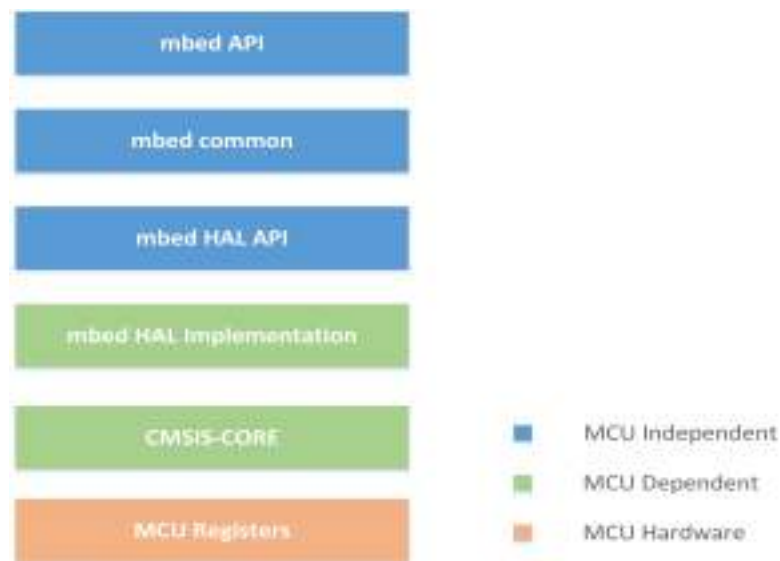 mbed API
mbed common
mbed HAL API
mbed HAL Implementation
CMSIS-CORE
MCU Registers
MCU Independent
MCU Dependent
MCU Hardware